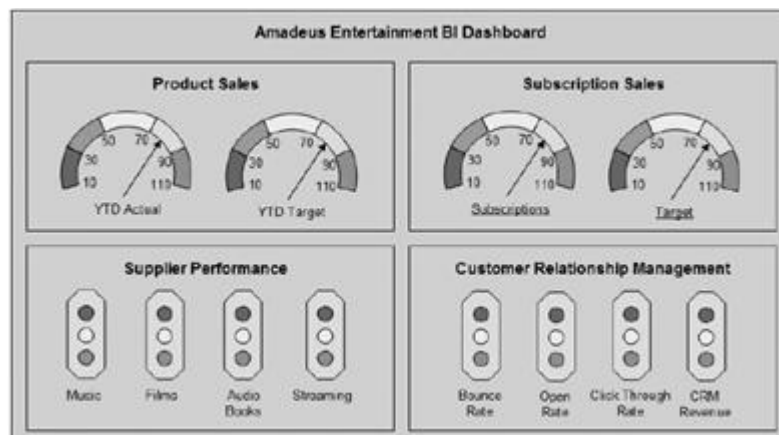 Amadeus Entertainment BI Dashboard
Product Sales
Subscription Sales
10 30 50 70 90 110
10 30 50 70 90 110
10 30 50 70 90 110
10 30 50 70 90 110
YTD Actual
YTD Target
Subscriptions
Target
Supplier Performance
Customer Relationship Management
Music
Films
Audio
Books
Streaming
Bounce
Rate
Open
Rate
Click Through
Rate
CRM
Revenue